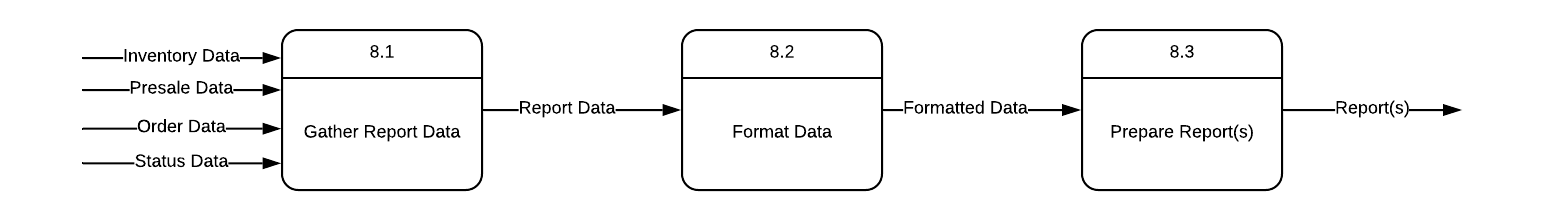 Inventory Data
Presale Data
Order Data
Status Data
8.1
Gather Report Data
Report Data
8.2
Format Data
Formatted Data
8.3
Prepare Report(s)
Report(s)